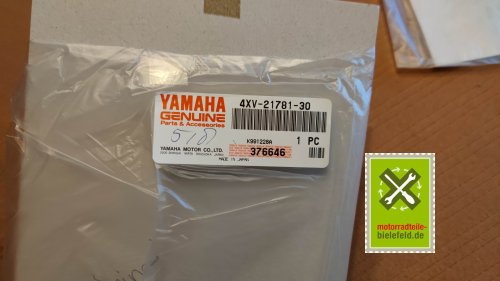 YAMAHA
GENUINE
Parts & Accessories
4XV-21781-30
K991228A
1 PC
YAMAHA MOTOR CO.,LTD.
MADE IN JAPAN
376646
motorradteile-
bielefeld.de